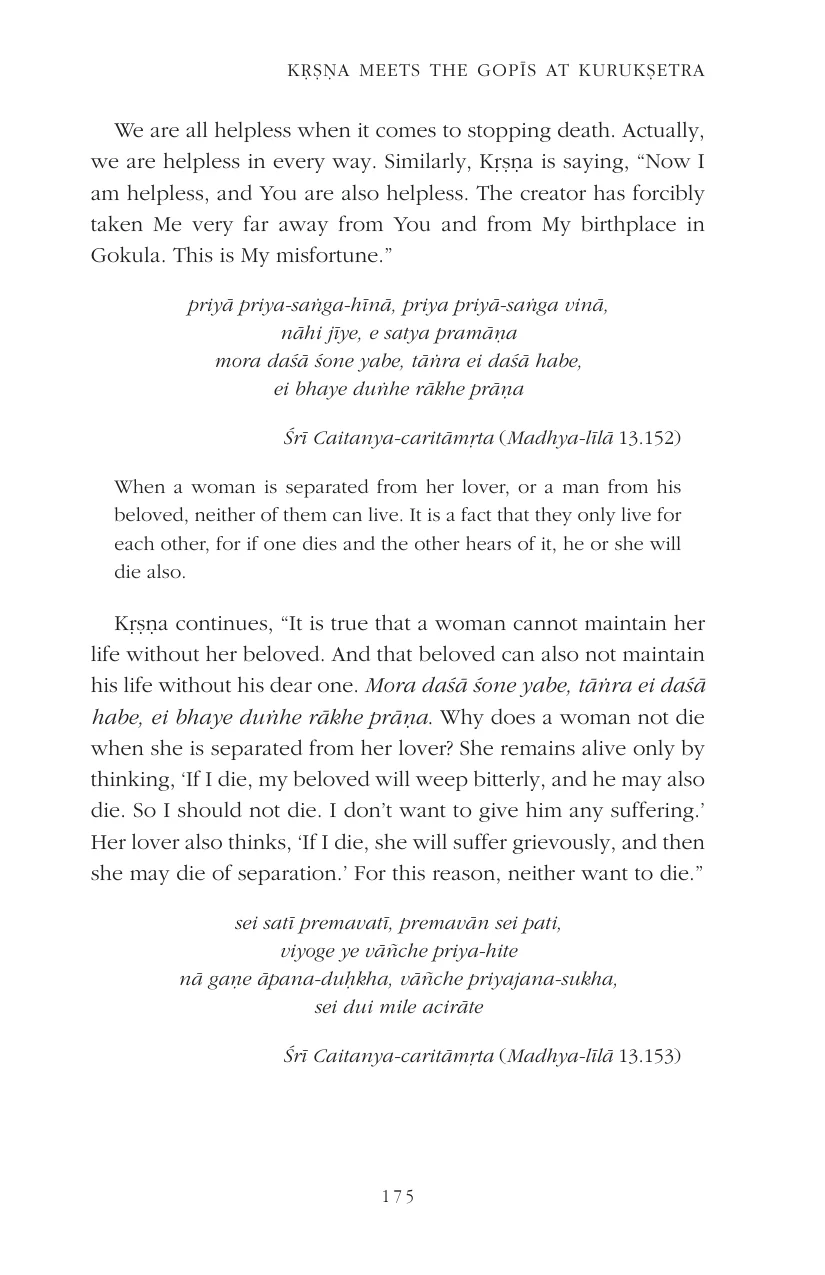 KṚṢṆA MEETS THE GOPĪS AT KURUKṢETRA
We are all helpless when it comes to stopping death. Actually,
we are helpless in every way. Similarly, Kṛṣṇa is saying, “Now I
am helpless, and You are also helpless. The creator has forcibly
taken Me very far away from You and from My birthplace in
Gokula. This is My misfortune.”
priyā priya-saṅga-hīnā, priya priyā-saṅga vinā,
nāhi jīye, e satya pramāṇa
mora daśā śone yabe, tāṅra ei daśā habe,
ei bhaye duṅhe rākhe prāṇa
Śrī Caitanya-caritāmṛta (Madhya-līlā 13.152)
When a woman is separated from her lover, or a man from his
beloved, neither of them can live. It is a fact that they only live for
each other, for if one dies and the other hears of it, he or she will
die also.
Kṛṣṇa continues, “It is true that a woman cannot maintain her
life without her beloved. And that beloved can also not maintain
his life without his dear one. Mora daśā śone yabe, tāṅra ei daśā
habe, ei bhaye duṅhe rākhe prāṇa. Why does a woman not die
when she is separated from her lover? She remains alive only by
thinking, ‘If I die, my beloved will weep bitterly, and he may also
die. So I should not die. I don’t want to give him any suffering.’
Her lover also thinks, ‘If I die, she will suffer grievously, and then
she may die of separation.’ For this reason, neither want to die.”
sei satī premavatī, premavān sei pati,
viyoge ye vāñche priya-hite
nā gaṇe āpana-duḥkha, vāñche priyajana-sukha,
sei dui mile acirāte
Śrī Caitanya-caritāmṛta (Madhya-līlā 13.153)
175